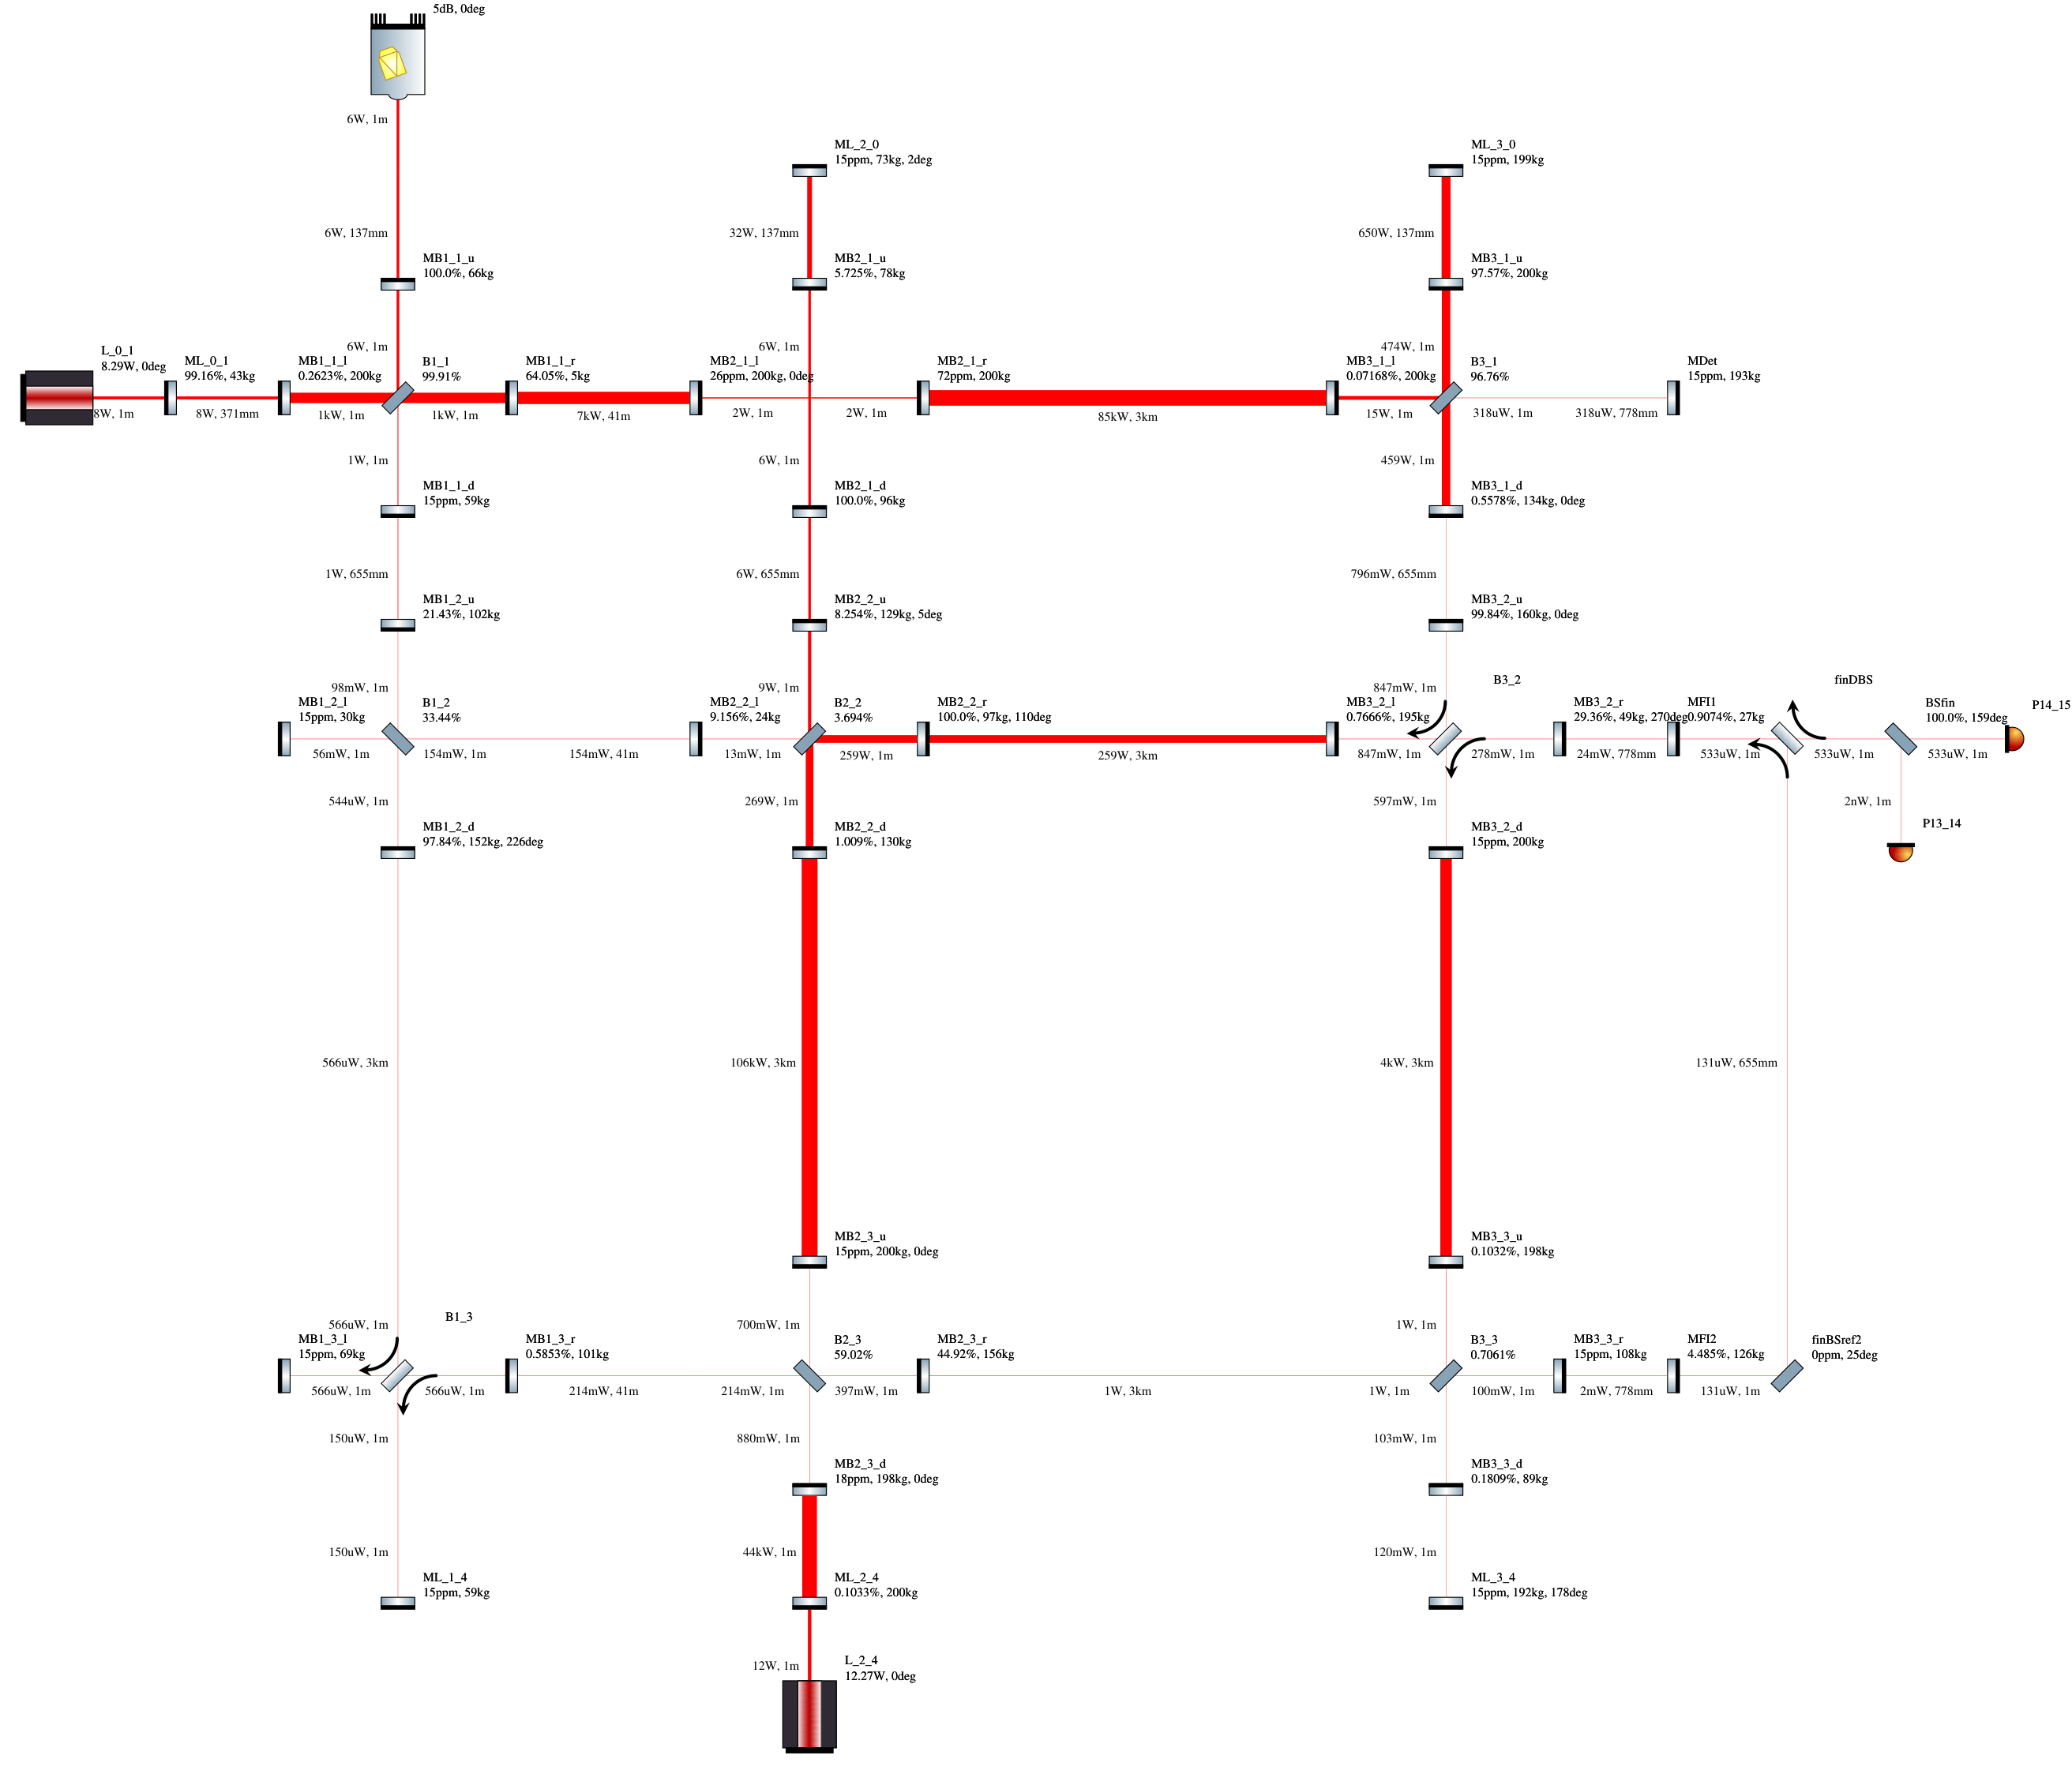 5dB, 0deg
6W, 1m
ML_2_0
15ppm, 73kg, 2deg
ML_3_0
15ppm, 199kg
6W, 137mm
32W, 137mm
650W, 137mm
MB1_1_u
100.0%, 66kg
MB2_1_u
5.725%, 78kg
MB3_1_u
97.57%, 200kg
6W, 1m
6W, 1m
474W, 1m
L_0_1
8.29W, 0deg
ML_0_1
99.16%, 43kg
MB1_1_l
0.2623%, 200kg
B1_1
99.91%
MB1_1_r
64.05%, 5kg
MB2_1_l
26ppm, 200kg, 0deg
MB2_1_r
72ppm, 200kg
MB3_1_l
0.07168%, 200kg
B3_1
96.76%
MDet
15ppm, 193kg
8W, 1m
8W, 371mm
1kW, 1m
1kW, 1m
7kW, 41m
2W, 1m
2W, 1m
85kW, 3km
15W, 1m
318uW, 1m
318uW, 778mm
1W, 1m
6W, 1m
459W, 1m
MB1_1_d
15ppm, 59kg
MB2_1_d
100.0%, 96kg
MB3_1_d
0.5578%, 134kg, 0deg
1W, 655mm
6W, 655mm
796mW, 655mm
MB1_2_u
21.43%, 102kg
MB2_2_u
8.254%, 129kg, 5deg
MB3_2_u
99.84%, 160kg, 0deg
98mW, 1m
9W, 1m
847mW, 1m
B3_2
finDBS
MB1_2_l
15ppm, 30kg
B1_2
33.44%
MB2_2_l
9.156%, 24kg
B2_2
3.694%
MB2_2_r
100.0%, 97kg, 110deg
MB3_2_l
0.7666%, 195kg
MB3_2_r
29.36%, 49kg, 270deg
MFI1
0.9074%, 27kg
BSfin
100.0%, 159deg
P14_15
56mW, 1m
154mW, 1m
154mW, 41m
13mW, 1m
259W, 1m
259W, 3km
847mW, 1m
278mW, 1m
24mW, 778mm
533uW, 1m
533uW, 1m
533uW, 1m
544uW, 1m
269W, 1m
597mW, 1m
2nW, 1m
MB1_2_d
97.84%, 152kg, 226deg
MB2_2_d
1.009%, 130kg
MB3_2_d
15ppm, 200kg
P13_14
566uW, 3km
106kW, 3km
4kW, 3km
131uW, 655mm
MB2_3_u
15ppm, 200kg, 0deg
MB3_3_u
0.1032%, 198kg
566uW, 1m
B1_3
700mW, 1m
1W, 1m
MB1_3_l
15ppm, 69kg
MB1_3_r
0.5853%, 101kg
B2_3
59.02%
MB2_3_r
44.92%, 156kg
B3_3
0.7061%
MB3_3_r
15ppm, 108kg
MFI2
4.485%, 126kg
finBSref2
0ppm, 25deg
566uW, 1m
566uW, 1m
214mW, 41m
214mW, 1m
397mW, 1m
1W, 3km
1W, 1m
100mW, 1m
2mW, 778mm
131uW, 1m
150uW, 1m
880mW, 1m
103mW, 1m
MB2_3_d
18ppm, 198kg, 0deg
MB3_3_d
0.1809%, 89kg
150uW, 1m
44kW, 1m
120mW, 1m
ML_1_4
15ppm, 59kg
ML_2_4
0.1033%, 200kg
ML_3_4
15ppm, 192kg, 178deg
12W, 1m
L_2_4
12.27W, 0deg